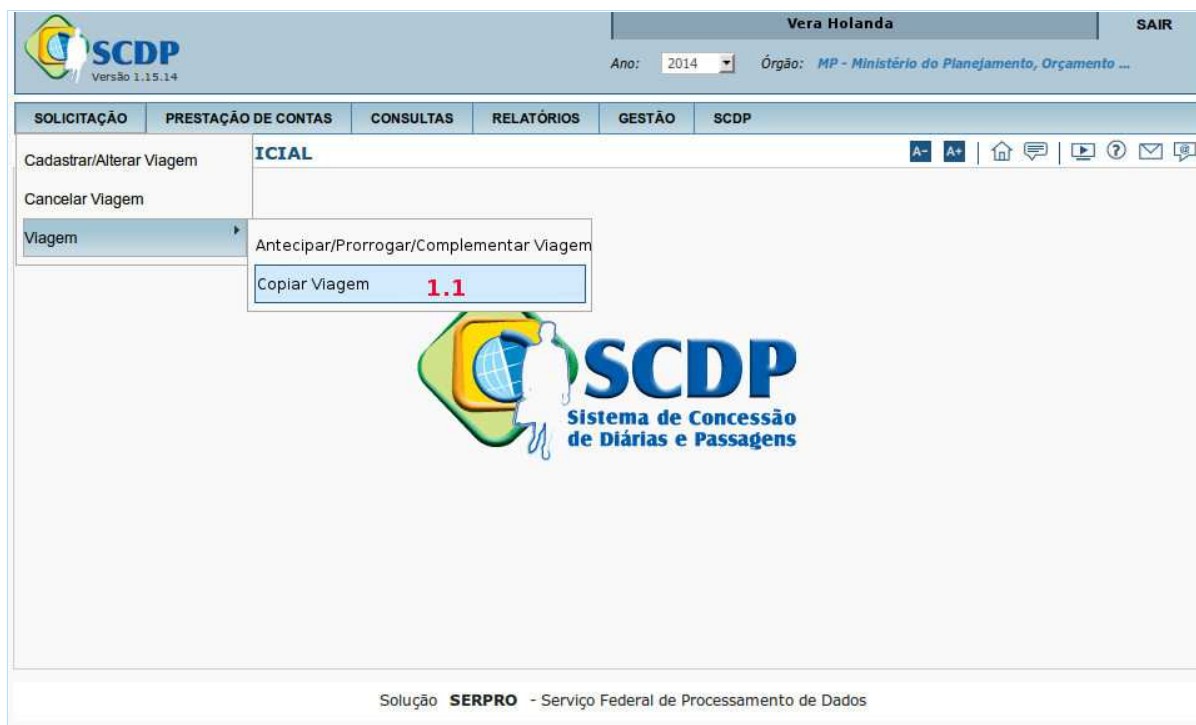 Vera Holanda
SAIR
SCDP
Versão 1.15.14
Ano: 2014
Órgão: MP - Ministério do Planejamento, Orçamento ...
SOLICITAÇÃO PRESTAÇÃO DE CONTAS CONSULTAS RELATÓRIOS GESTÃO SCDP
Cadastrar/Alterar Viagem
ICIAL
A- A+
Cancelar Viagem
Viagem
Antecipar/Prorrogar/Complementar Viagem
Copiar Viagem 1.1
SCDP
Sistema de Concessão
de Diárias e Passagens
Solução SERPRO - Serviço Federal de Processamento de Dados